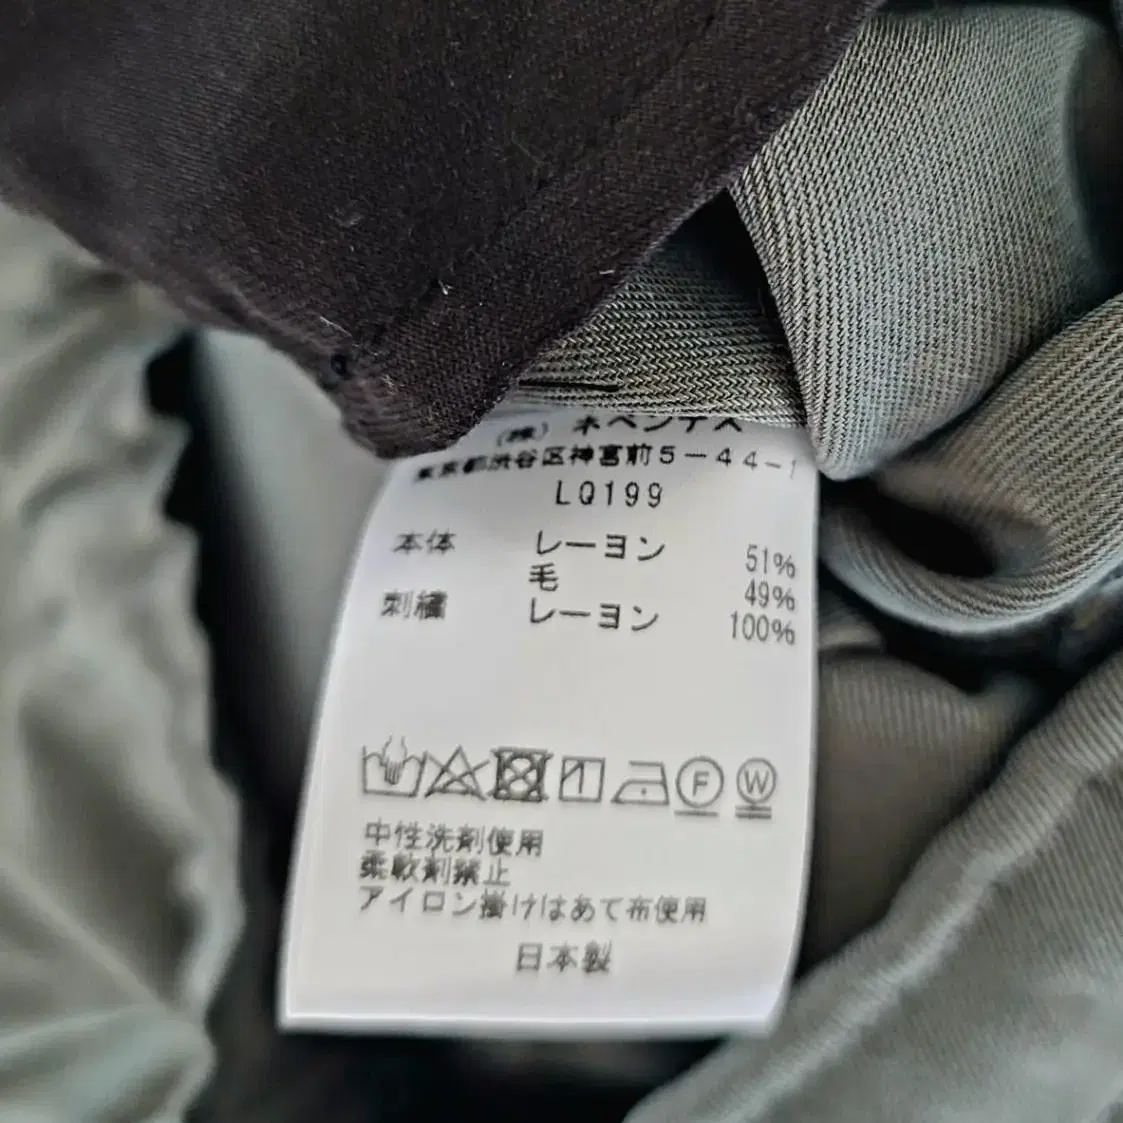 (株) ネペンテス
東京都渋谷区神宮前5-44-1
LQ199
本体 レーヨン 51%
毛 49%
刺繍 レーヨン 100%
F W
中性洗剤使用
柔軟剤禁止
アイロン掛けはあて布使用
日本製